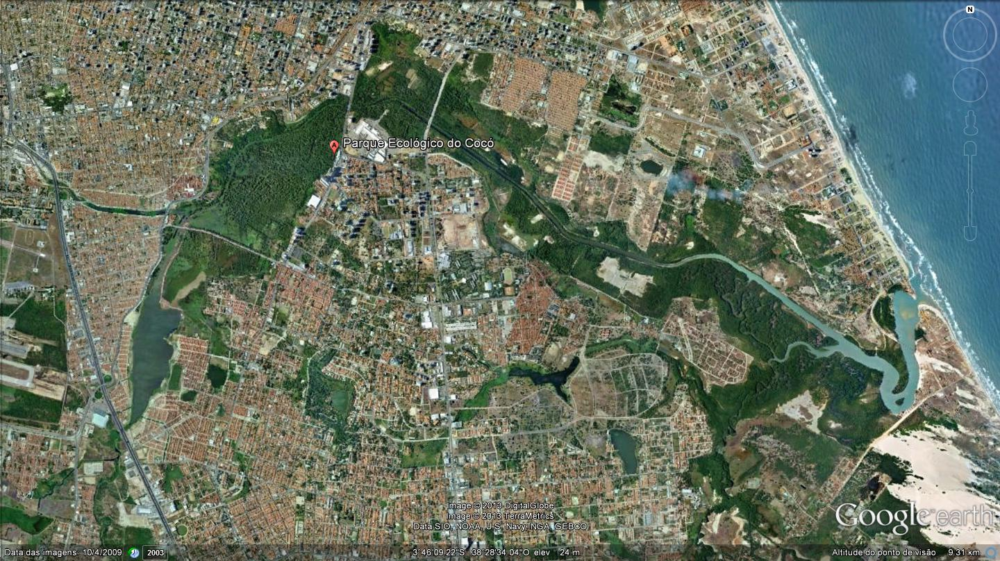 N
A
Parque Ecológico do Cocó
Image © 2013 DigitalGlobe
Image © 2013 TerraMetrics
Data SIO, NOAA, U.S. Navy, NGA, GEBCO
Google earth
Data das imagens: 10/4/2009 2003 3°46'09.22"S 38°28'34.04"O elev 24 m Altitude do ponto de visão 9.31 km